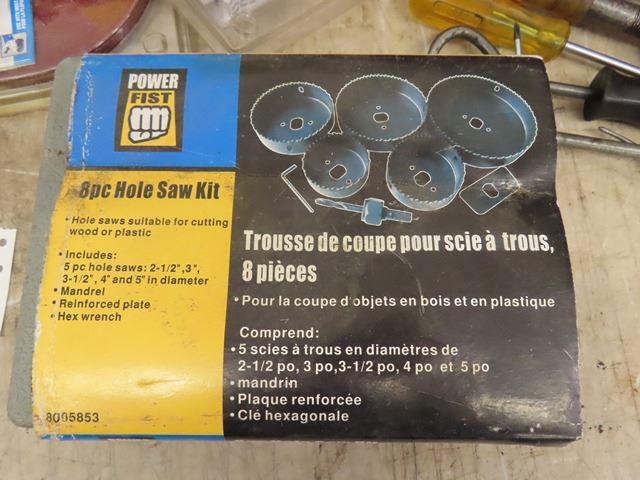 POWER
FIST
8pc Hole Saw Kit
• Hole saws suitable for cutting
wood or plastic
• Includes:
5 pc hole saws: 2-1/2",3",
3-1/2", 4" and 5" in diameter
• Mandrel
• Reinforced plate
• Hex wrench
8005853
Trousse de coupe pour scie à trous,
8 pièces
• Pour la coupe d'objets en bois et en plastique
Comprend:
• 5 scies à trous en diamètres de
2-1/2 po, 3 po,3-1/2 po, 4 po et 5 po
• mandrin
• Plaque renforcée
• Clé hexagonale